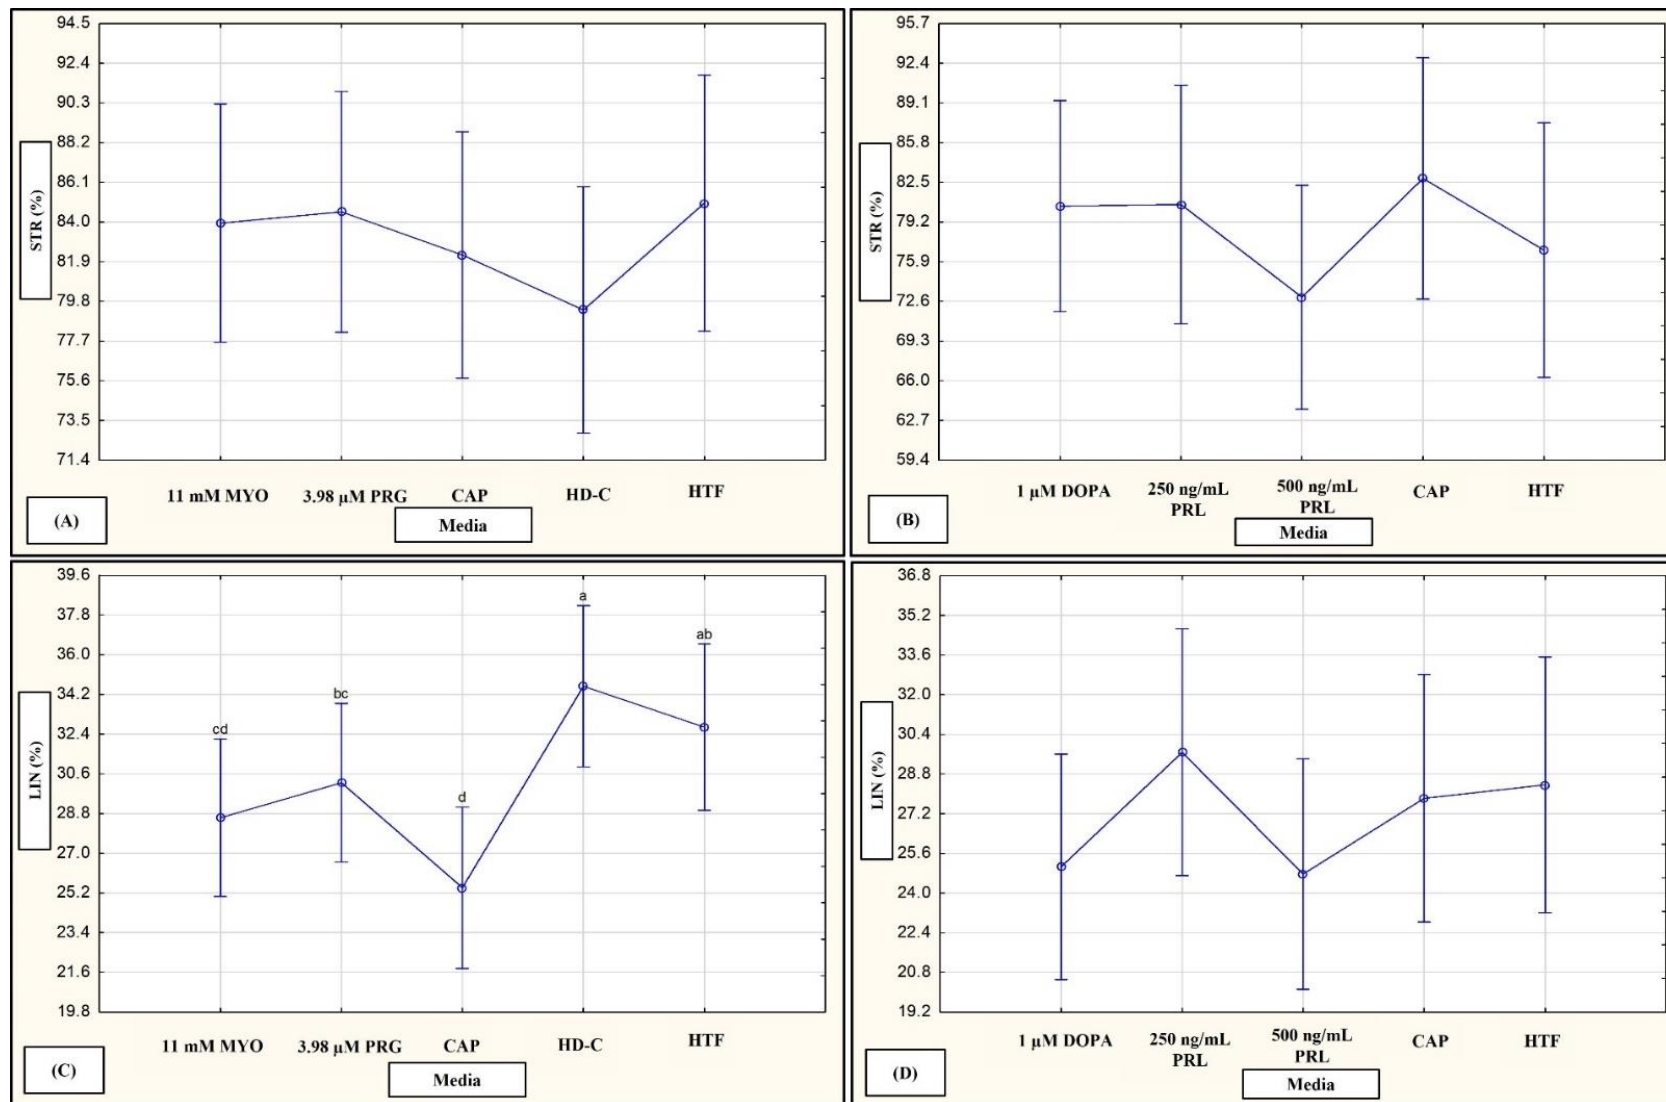 94.5
92.4
90.3
88.2
86.1
84.0
81.9
79.8
77.7
75.6
73.5
71.4
STR (%)
11 mM MYO 3.98 µM PRG CAP HD-C HTF
(A)
Media
95.7
92.4
89.1
85.8
82.5
79.2
75.9
72.6
69.3
66.0
62.7
59.4
STR (%)
1 µM DOPA 250 ng/mL 500 ng/mL CAP HTF
PRL PRL
(B)
Media
39.6
37.8
36.0
34.2
32.4
30.6
28.8
27.0
25.2
23.4
21.6
19.8
LIN (%)
cd
bc
d
a
ab
11 mM MYO 3.98 µM PRG CAP HD-C HTF
(C)
Media
36.8
35.2
33.6
32.0
30.4
28.8
27.2
25.6
24.0
22.4
20.8
19.2
LIN (%)
1 µM DOPA 250 ng/mL 500 ng/mL CAP HTF
PRL PRL
(D)
Media